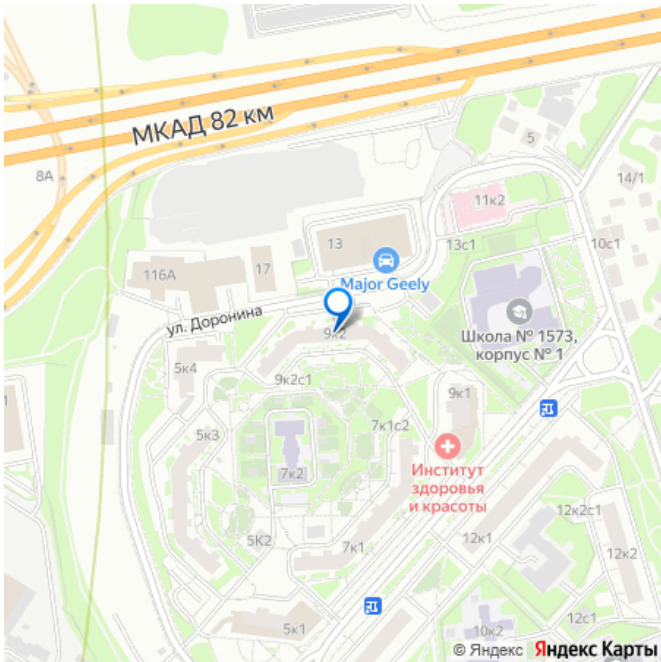 МКАД 82 км
8А
5
14/1
11к2
13
13с1
10с1
116А
17
Major Geely
ул. Доронина
Школа № 1573,
корпус № 1
9к2
5к4
9к2с1
9к1
7к1с2
5к3
1
Институт
здоровья
и красоты
7к2
12к2с1
5К2
7к1
12к1
12к2
5к1
12с1
10к2
© Яндекс Яндекс Карты